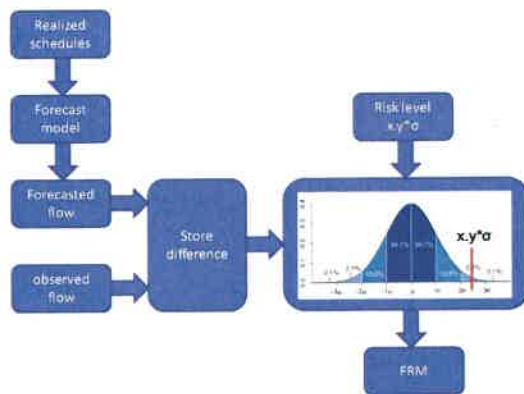 Realized
schedules
Forecast
model
Forecasted
flow
observed
flow
Store
difference
Risk level
x.y*σ
x.y*σ
FRM